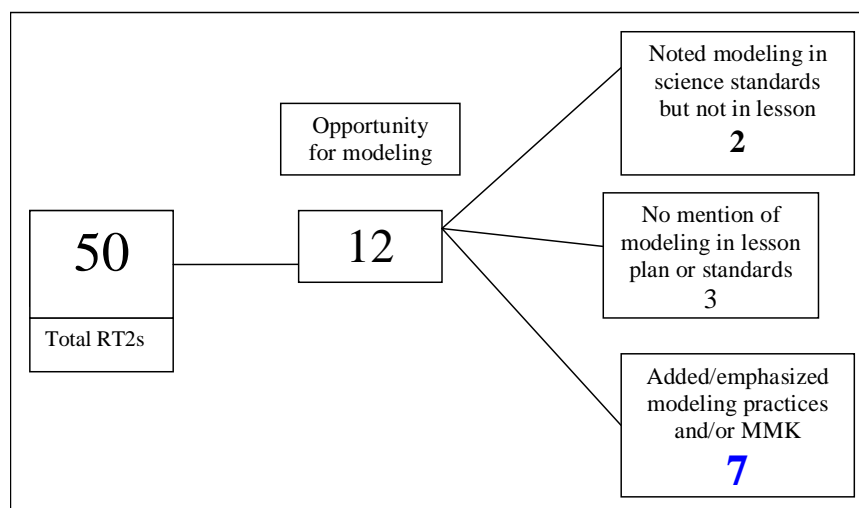 50
Total RT2s
Opportunity
for modeling
12
Noted modeling in
science standards
but not in lesson
2
No mention of
modeling in lesson
plan or standards
3
Added/emphasized
modeling practices
and/or MMK
7